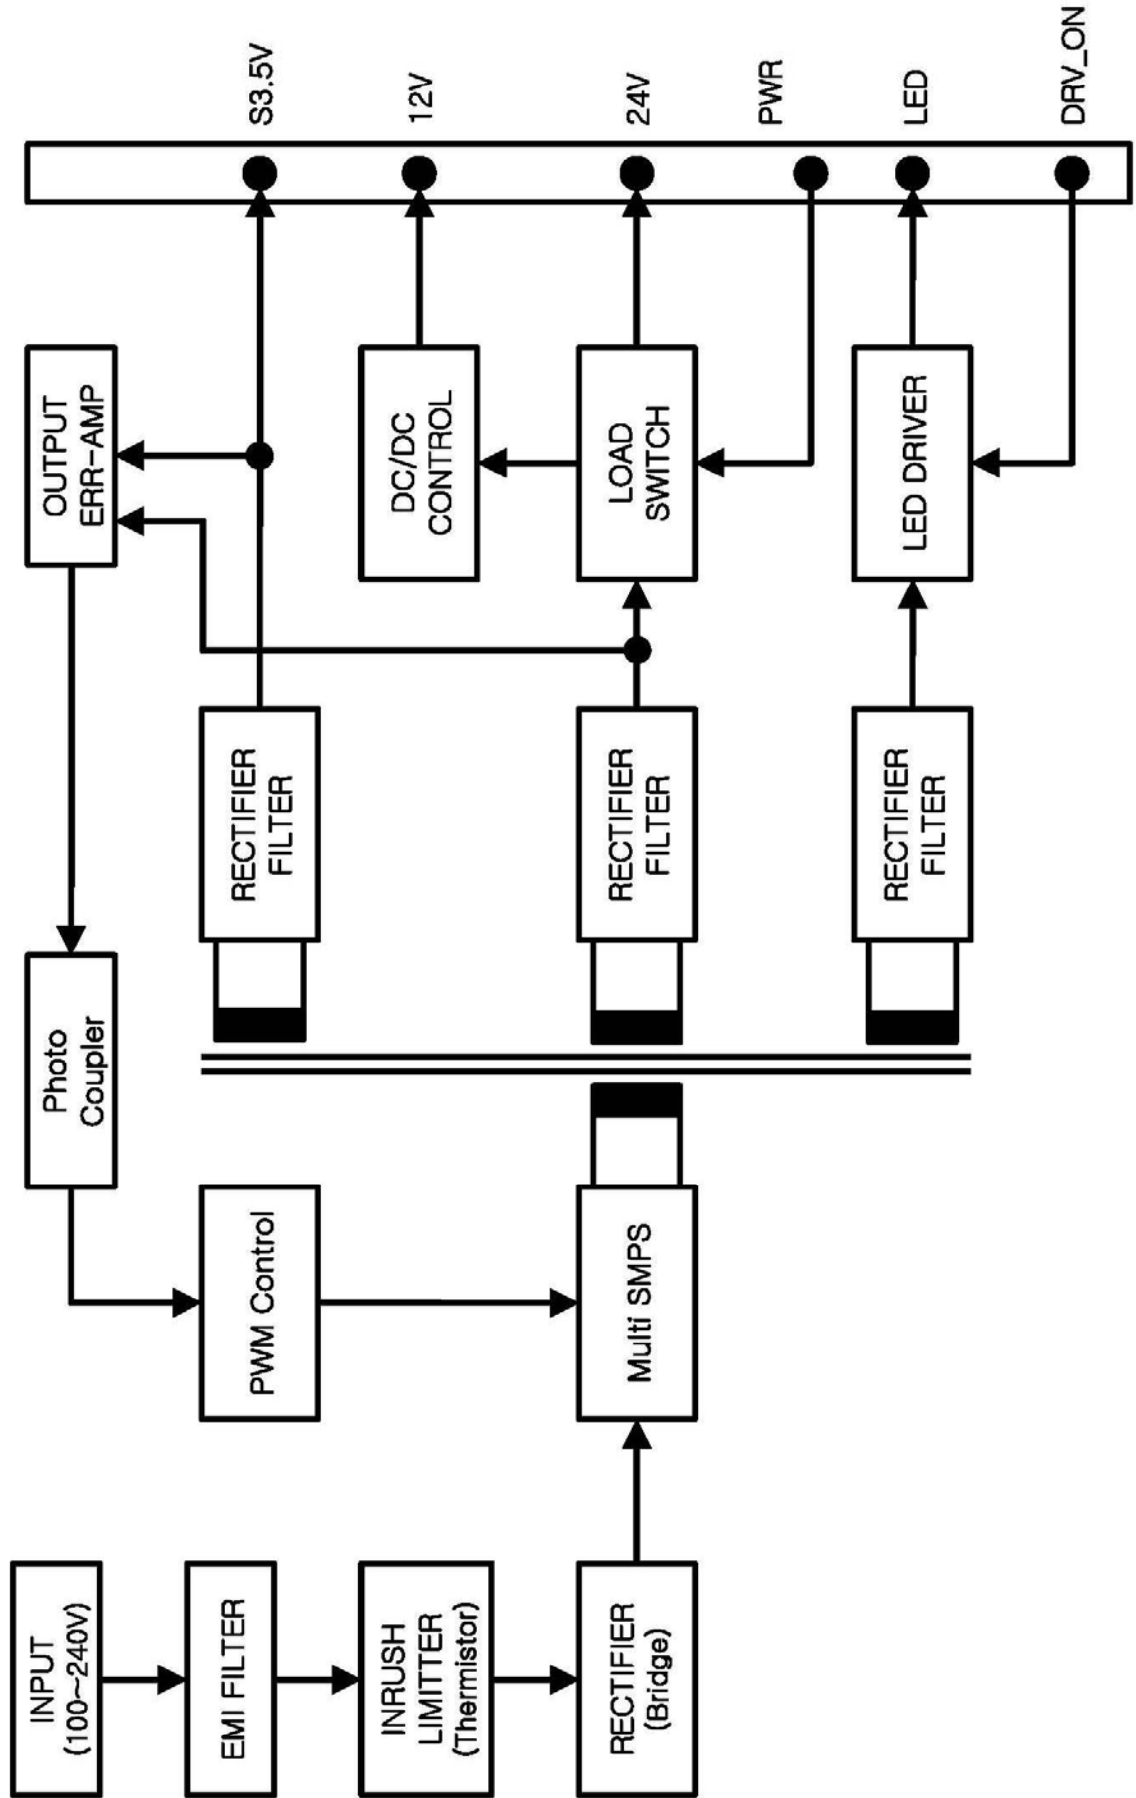 INPUT
(100~240V)
EMI FILTER
INRUSH
LIMITTER
(Thermistor)
RECTIFIER
(Bridge)
Photo
Coupler
PWM Control
Multi SMPS
OUTPUT
ERR-AMP
RECTIFIER
FILTER
DC/DC
CONTROL
RECTIFIER
FILTER
LOAD
SWITCH
RECTIFIER
FILTER
LED DRIVER
S3.5V
12V
24V
PWR
LED
DRV_ON